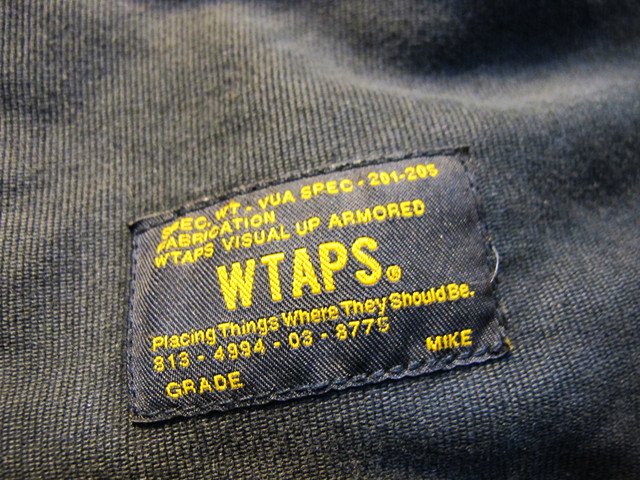 SPEC. WT - VUA SPEC - 201-205
FABRICATION
WTAPS VISUAL UP ARMORED
WTAPS®
Placing Things Where They Should Be.
813 - 4994 - 03 - 8775
GRADE MIKE